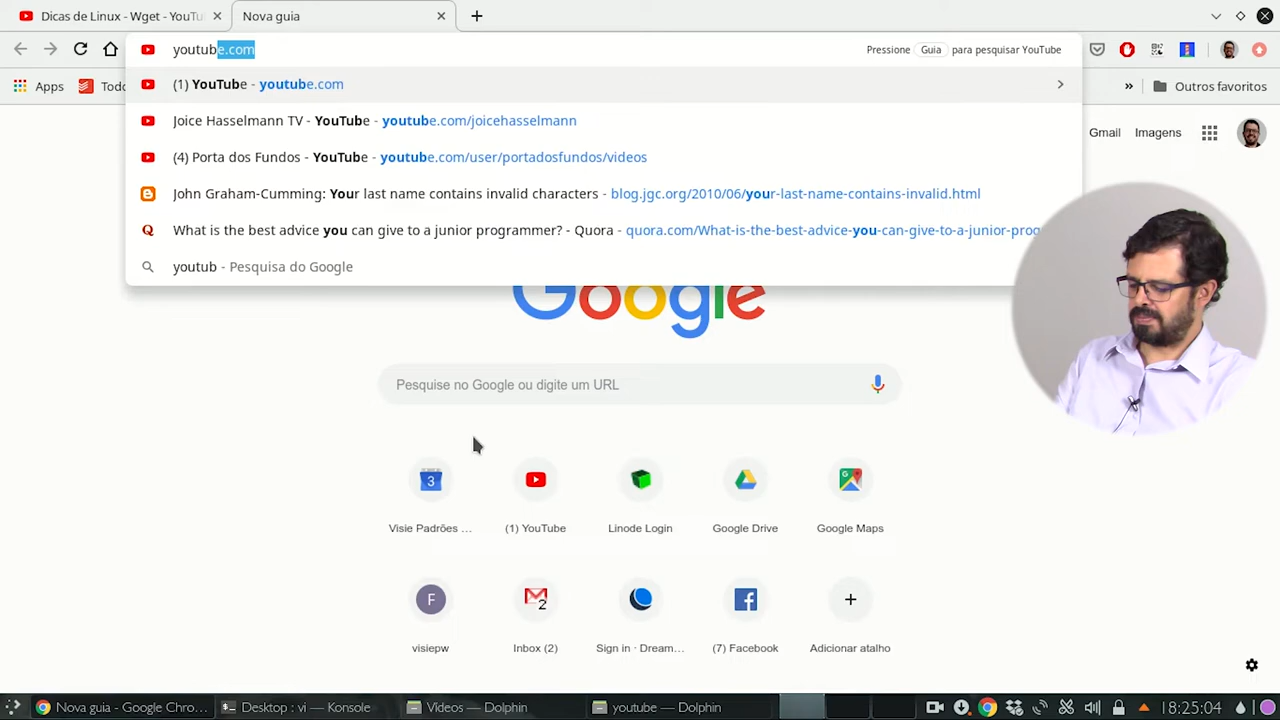 Dicas de Linux - Wget - YouTu
Nova guia
youtube.com
Pressione Guia para pesquisar YouTube
(1) YouTube - youtube.com
Joice Hasselmann TV - YouTube - youtube.com/joicehasselmann
(4) Porta dos Fundos - YouTube - youtube.com/user/portadosfundos/videos
John Graham-Cumming: Your last name contains invalid characters - blog.jgc.org/2010/06/your-last-name-contains-invalid.html
What is the best advice you can give to a junior programmer? - Quora - quora.com/What-is-the-best-advice-you-can-give-to-a-junior-prog
youtub - Pesquisa do Google
Apps
Todo
»
Outros favoritos
Gmail
Imagens
Google
Pesquise no Google ou digite um URL
3
Visie Padrões ...
(1) YouTube
Linode Login
Google Drive
Google Maps
F
visiepw
2
Inbox (2)
Sign in · Dream...
(7) Facebook
Adicionar atalho
Nova guia - Google Chro...
Desktop : vi — Konsole
Vídeos — Dolphin
youtube — Dolphin
18:25:04